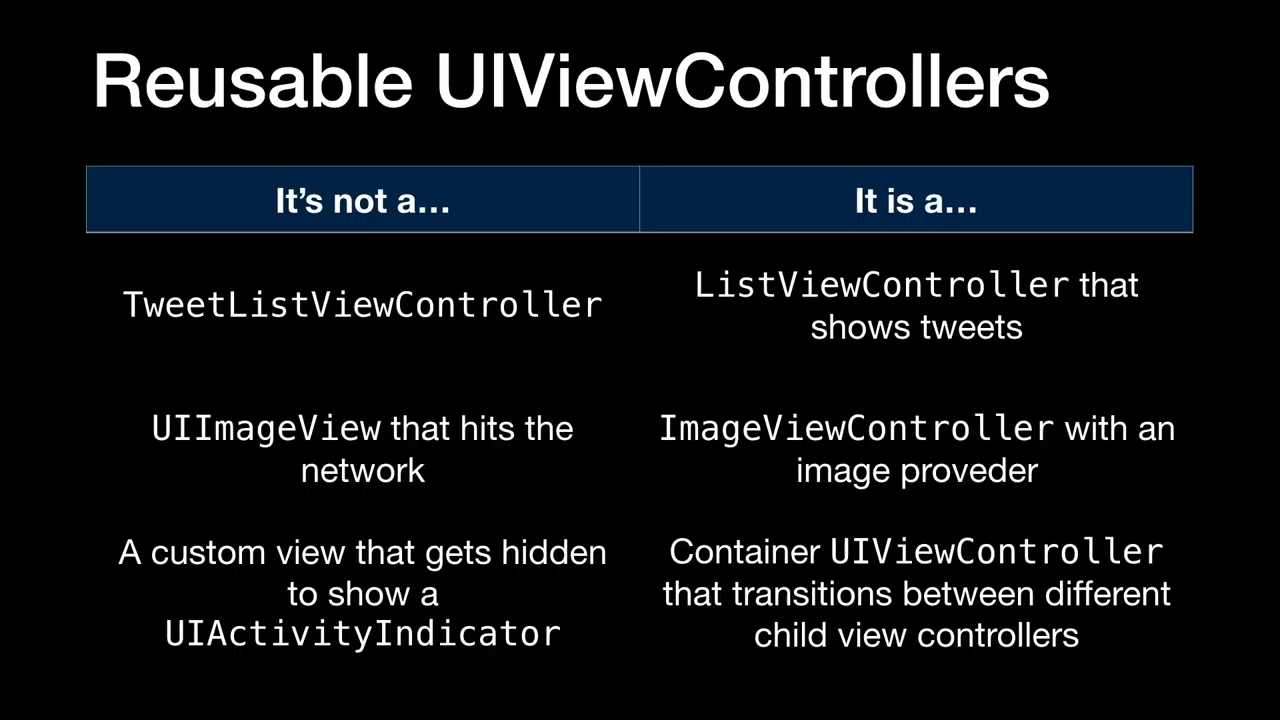 Reusable UIViewControllers
It’s not a…
It is a…
TweetListViewController
ListViewController that
shows tweets
UIImageView that hits the
network
ImageViewController with an
image proveder
A custom view that gets hidden
to show a
UIActivityIndicator
Container UIViewController
that transitions between different
child view controllers